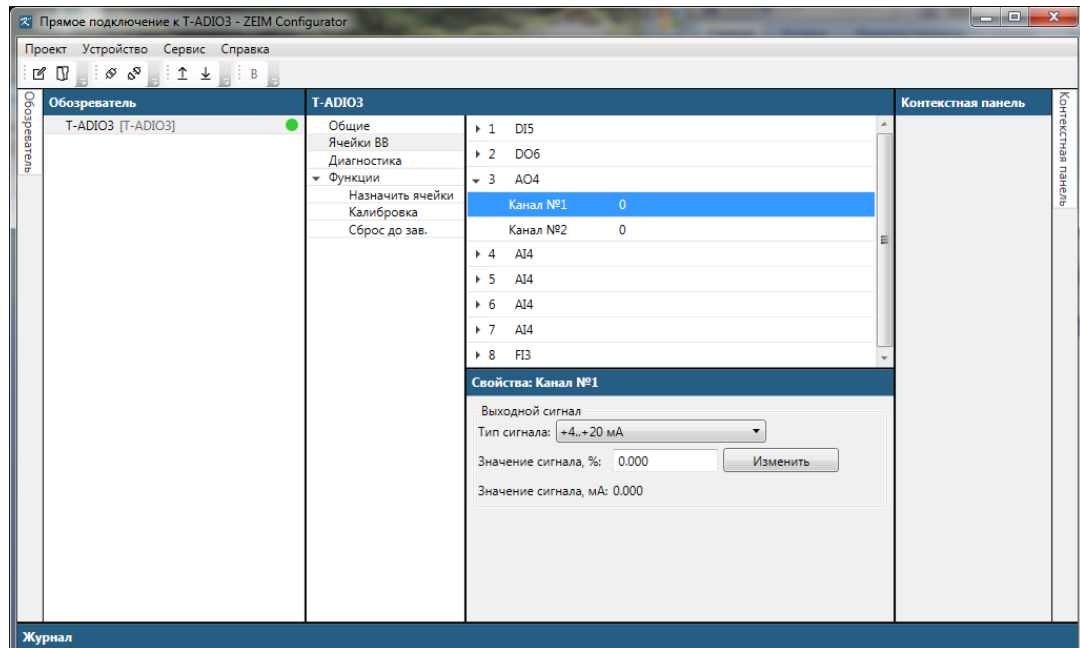 Прямое подключение к T-ADIO3 - ZEIM Configurator
Проект Устройство Сервис Справка
B
Обозреватель
Обозреватель
T-ADIO3 [T-ADIO3]
T-ADIO3
Общие
Ячейки ВВ
Диагностика
Функции
Назначить ячейки
Калибровка
Сброс до зав.
1 DI5
2 DO6
3 AO4
Канал №1 0
Канал №2 0
4 AI4
5 AI4
6 AI4
7 AI4
8 FI3
Свойства: Канал №1
Выходной сигнал
Тип сигнала: +4..+20 мА
Значение сигнала, %: 0.000 Изменить
Значение сигнала, мА: 0.000
Контекстная панель
Контекстная панель
Журнал